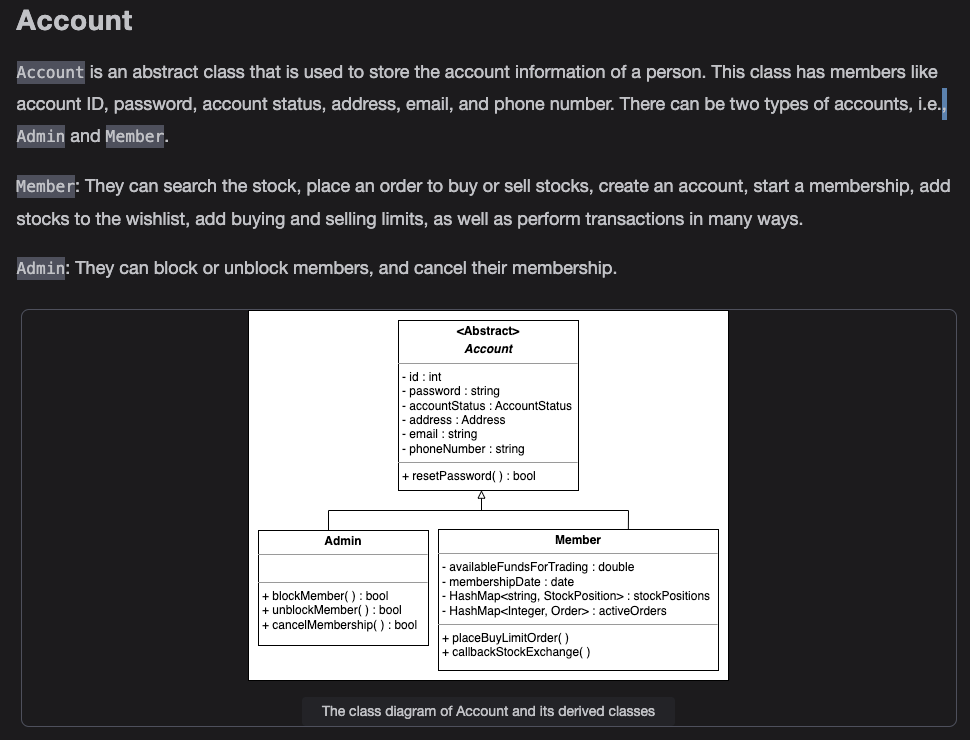 Account
Account is an abstract class that is used to store the account information of a person. This class has members like
account ID, password, account status, address, email, and phone number. There can be two types of accounts, i.e.,
Admin and Member.
Member: They can search the stock, place an order to buy or sell stocks, create an account, start a membership, add
stocks to the wishlist, add buying and selling limits, as well as perform transactions in many ways.
Admin: They can block or unblock members, and cancel their membership.
<Abstract>
Account
- id : int
- password : string
- accountStatus : AccountStatus
- address : Address
- email : string
- phoneNumber : string
+ resetPassword( ) : bool
Admin
+ blockMember( ) : bool
+ unblockMember( ) : bool
+ cancelMembership( ) : bool
Member
- availableFundsForTrading : double
- membershipDate : date
- HashMap<string, StockPosition> : stockPositions
- HashMap<Integer, Order> : activeOrders
+ placeBuyLimitOrder( )
+ callbackStockExchange( )
The class diagram of Account and its derived classes